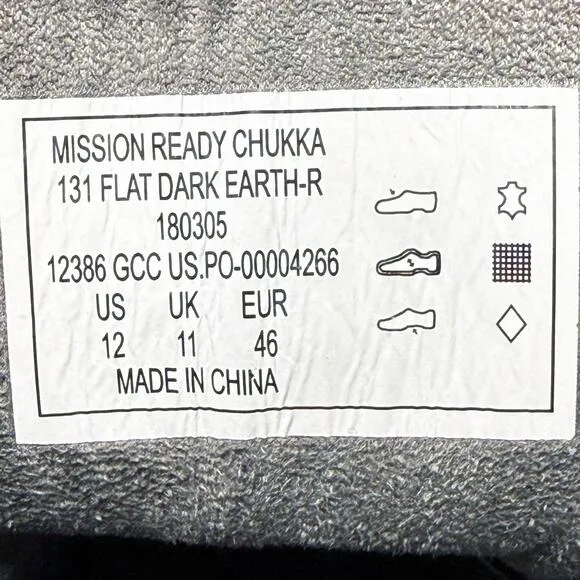 MISSION READY CHUKKA
131 FLAT DARK EARTH-R
180305
12386 GCC US.PO-00004266
US UK EUR
12 11 46
MADE IN CHINA